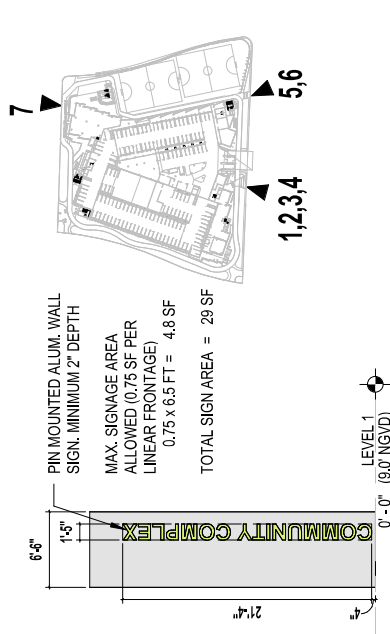 7
5,6
1,2,3,4
PIN MOUNTED ALUM. WALL
SIGN. MINIMUM 2" DEPTH
MAX. SIGNAGE AREA
ALLOWED (0.75 SF PER
LINEAR FRONTAGE)
0.75 x 6.5 FT = 4.8 SF
TOTAL SIGN AREA = 29 SF
6'-6"
1'-5"
COMMUNITY COMPLEX
21'-4"
4"
LEVEL 1
0' - 0" (9.0' NGVD)